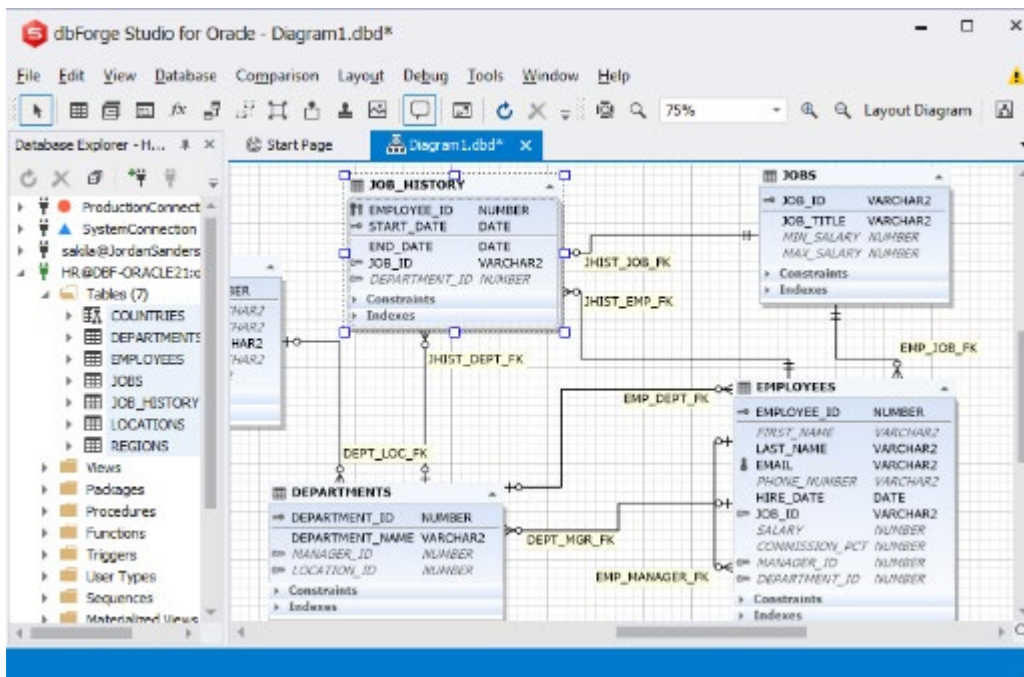 dbForge Studio for Oracle - Diagram1.dbd*
File Edit View Database Comparison Layout Debug Tools Window Help
75% Layout Diagram
Database Explorer - H...
Start Page
Diagram1.dbd*
ProductionConnect
SystemConnection
sakila@JordanSanders
HR@DBF-ORACLE21:o
Tables (7)
COUNTRIES
DEPARTMENTS
EMPLOYEES
JOBS
JOB_HISTORY
LOCATIONS
REGIONS
Views
Packages
Procedures
Functions
Triggers
User Types
Sequences
Materialized Views
BER
HAR2
HAR2
HAR2
HAR2
JOB_HISTORY
EMPLOYEE_ID NUMBER
START_DATE DATE
END_DATE DATE
JOB_ID VARCHAR2
DEPARTMENT_ID NUMBER
Constraints
Indexes
JOBS
JOB_ID VARCHAR2
JOB_TITLE VARCHAR2
MIN_SALARY NUMBER
MAX_SALARY NUMBER
Constraints
Indexes
JHIST_JOB_FK
JHIST_EMP_FK
JHIST_DEPT_FK
EMP_JOB_FK
EMP_DEPT_FK
DEPT_LOC_FK
DEPARTMENTS
DEPARTMENT_ID NUMBER
DEPARTMENT_NAME VARCHAR2
MANAGER_ID NUMBER
LOCATION_ID NUMBER
Constraints
Indexes
DEPT_MGR_FK
EMP_MANAGER_FK
EMPLOYEES
EMPLOYEE_ID NUMBER
FIRST_NAME VARCHAR2
LAST_NAME VARCHAR2
EMAIL VARCHAR2
PHONE_NUMBER VARCHAR2
HIRE_DATE DATE
JOB_ID VARCHAR2
SALARY NUMBER
COMMISSION_PCT NUMBER
MANAGER_ID NUMBER
DEPARTMENT_ID NUMBER
Constraints
Indexes